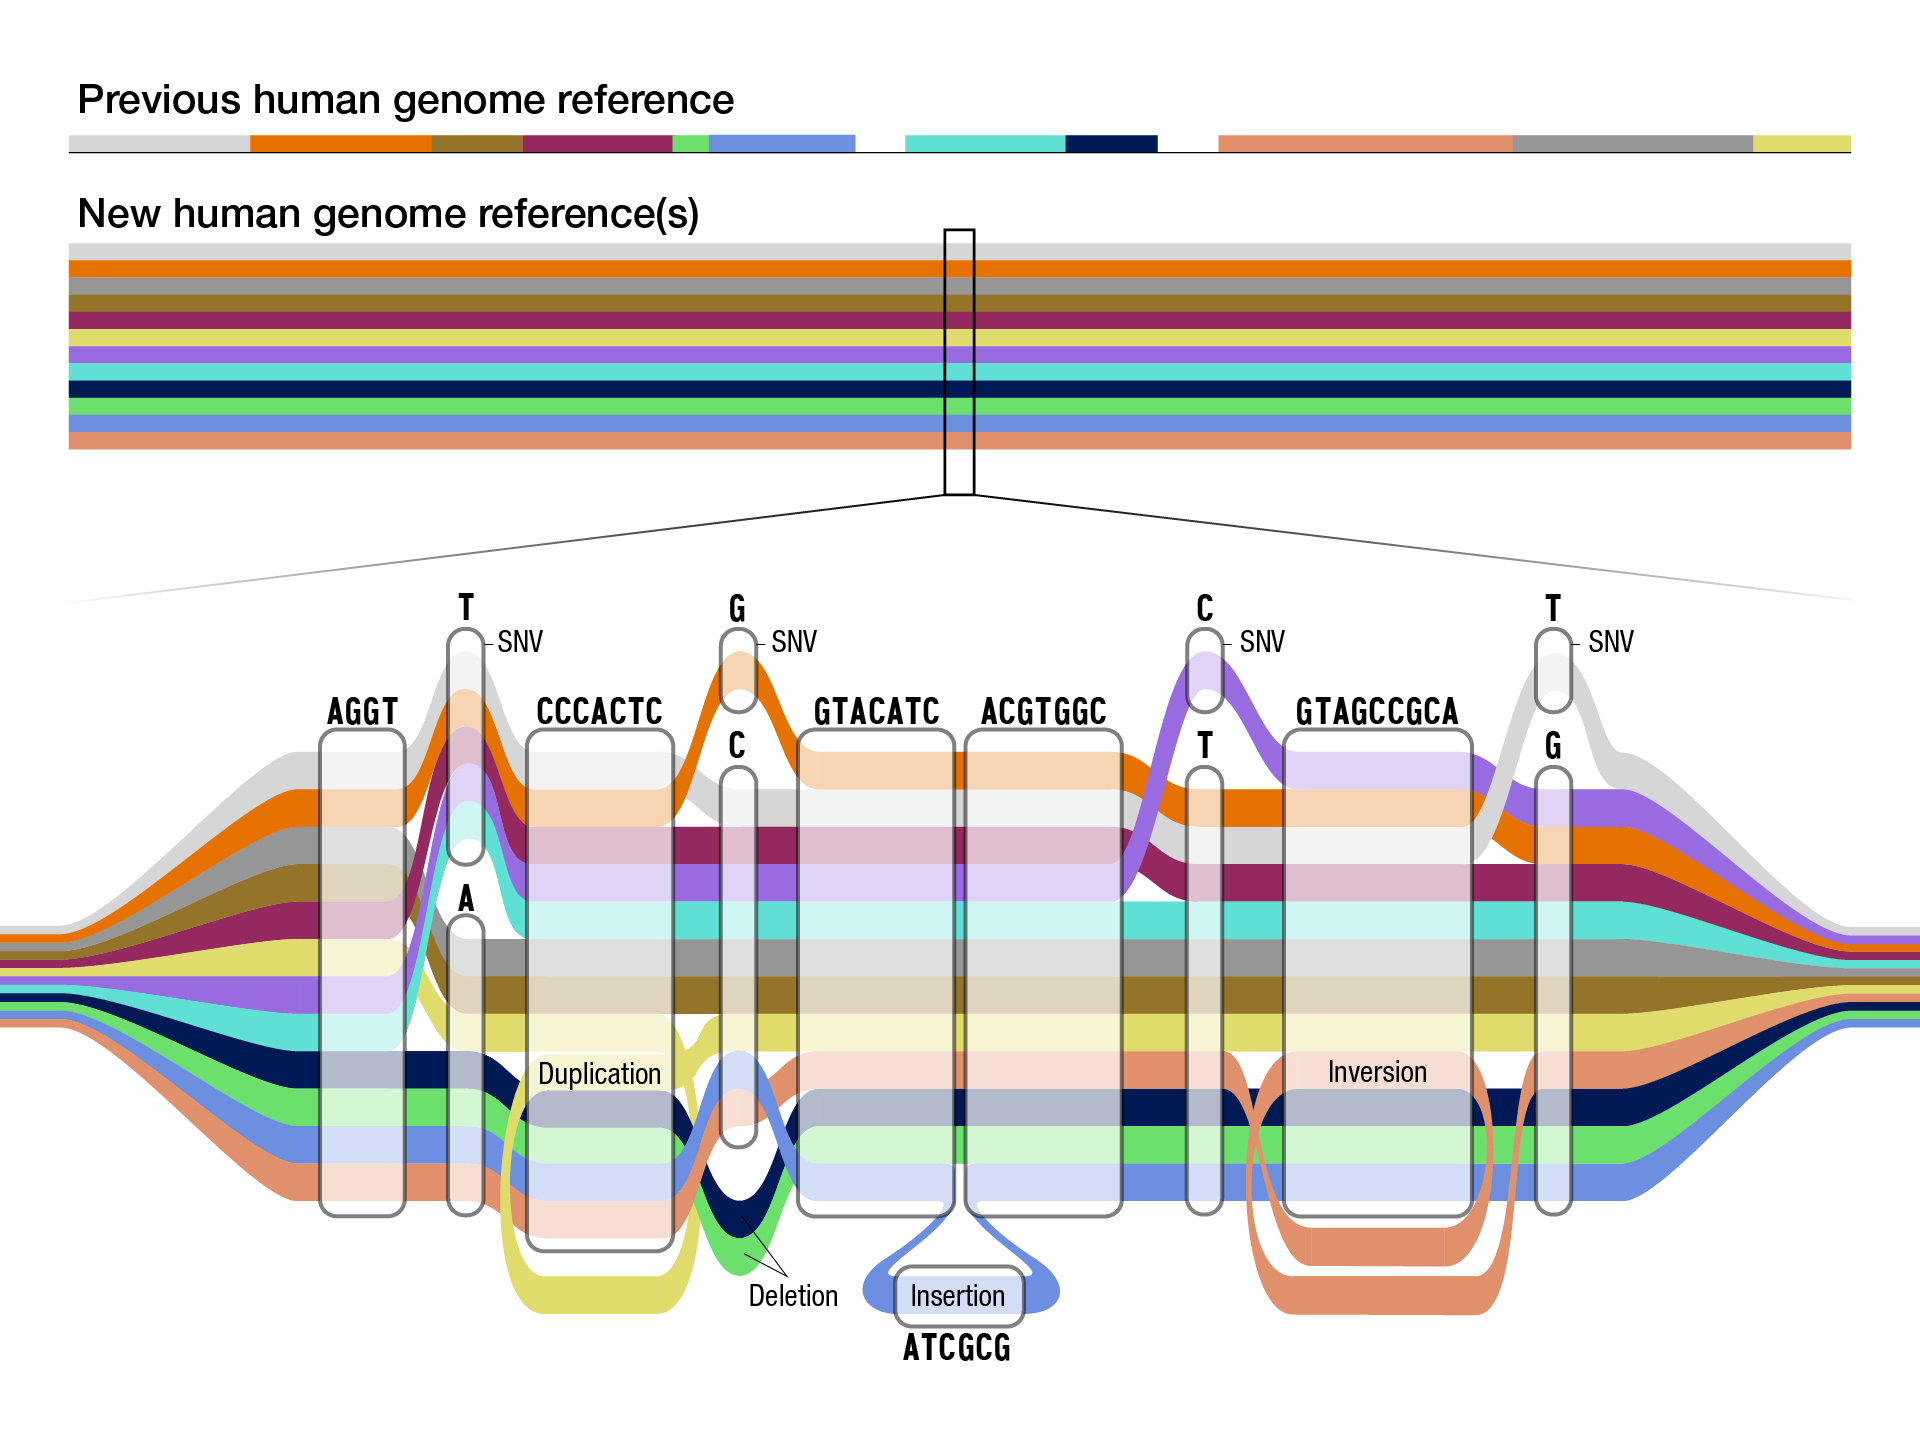 Previous human genome reference
New human genome reference(s)
T
SNV
G
SNV
C
SNV
T
SNV
AGGT
CCCACTC
GTACATC
ACGTGGC
GTAGCCGCA
C
T
G
A
Duplication
Inversion
Deletion
Insertion
ATCGCG